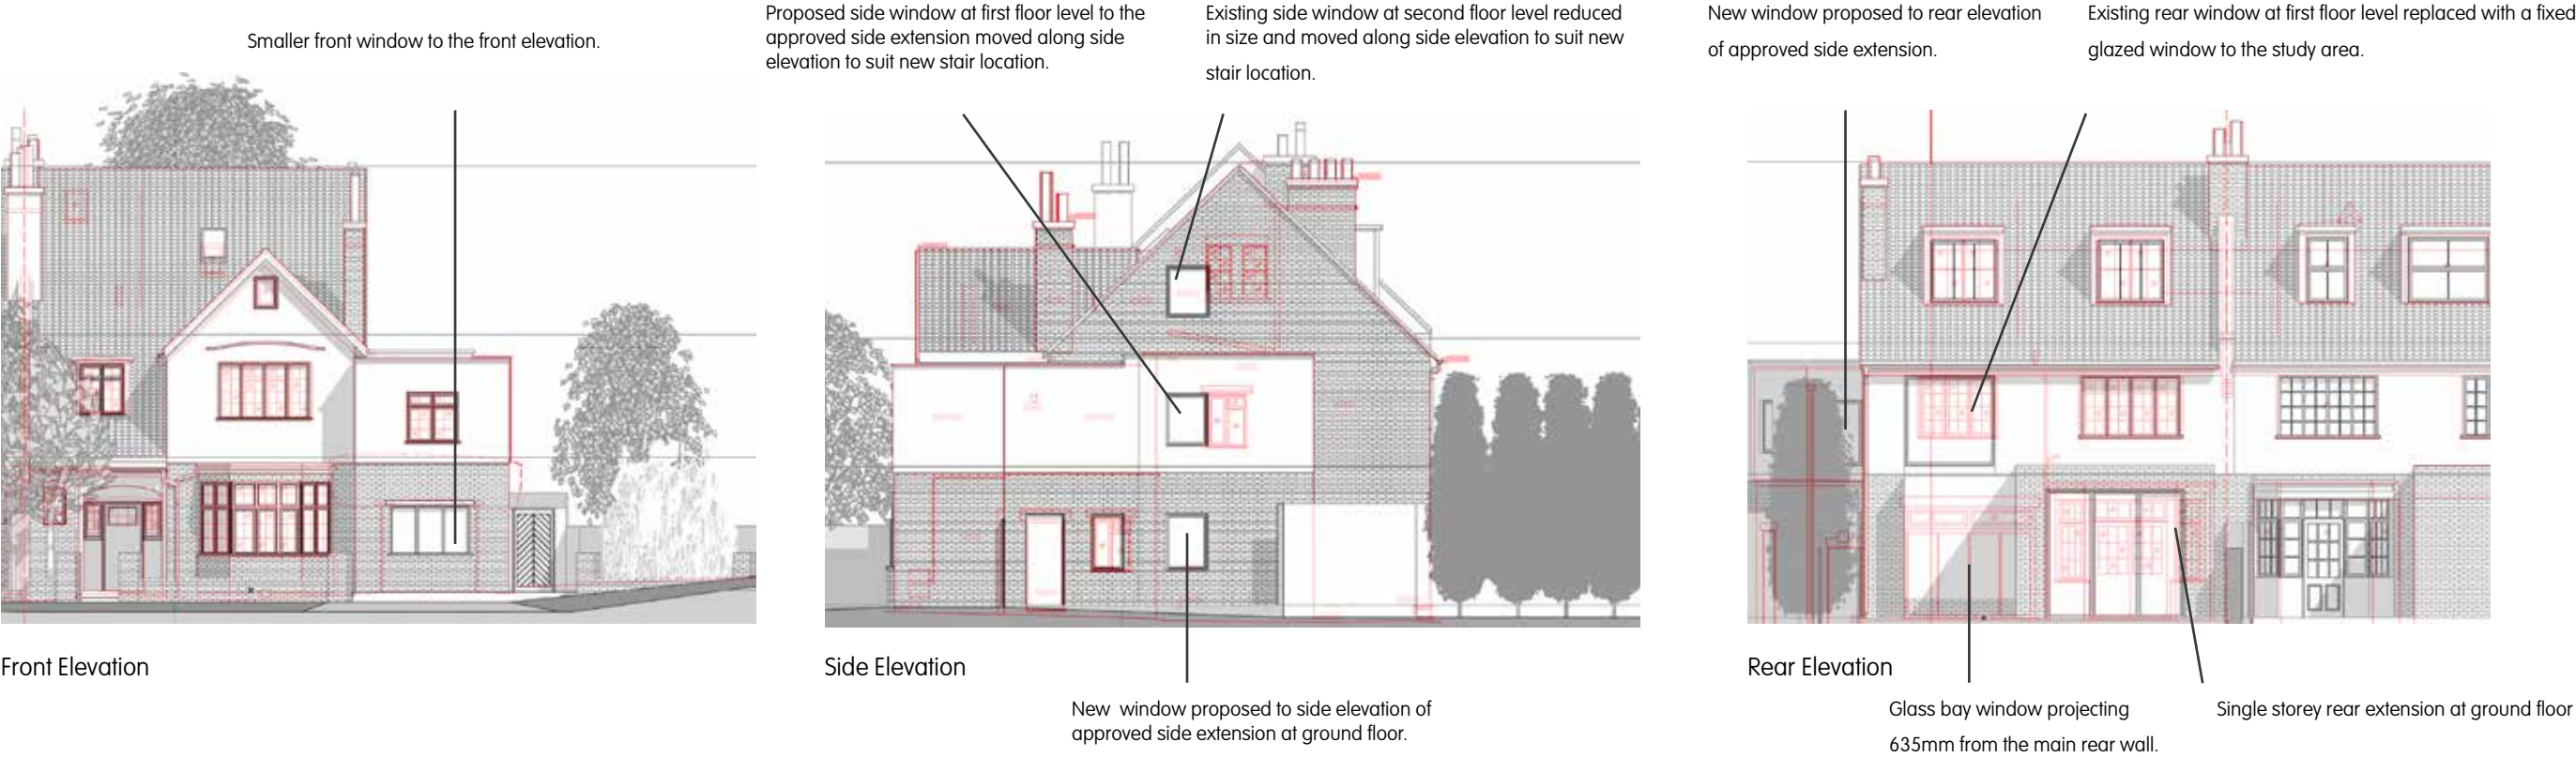 Smaller front window to the front elevation.
Proposed side window at first floor level to the
approved side extension moved along side
elevation to suit new stair location.
Existing side window at second floor level reduced
in size and moved along side elevation to suit new
stair location.
New window proposed to rear elevation
of approved side extension.
Existing rear window at first floor level replaced with a fixed
glazed window to the study area.
Front Elevation
Side Elevation
Rear Elevation
New window proposed to side elevation of
approved side extension at ground floor.
Glass bay window projecting
635mm from the main rear wall.
Single storey rear extension at ground floor